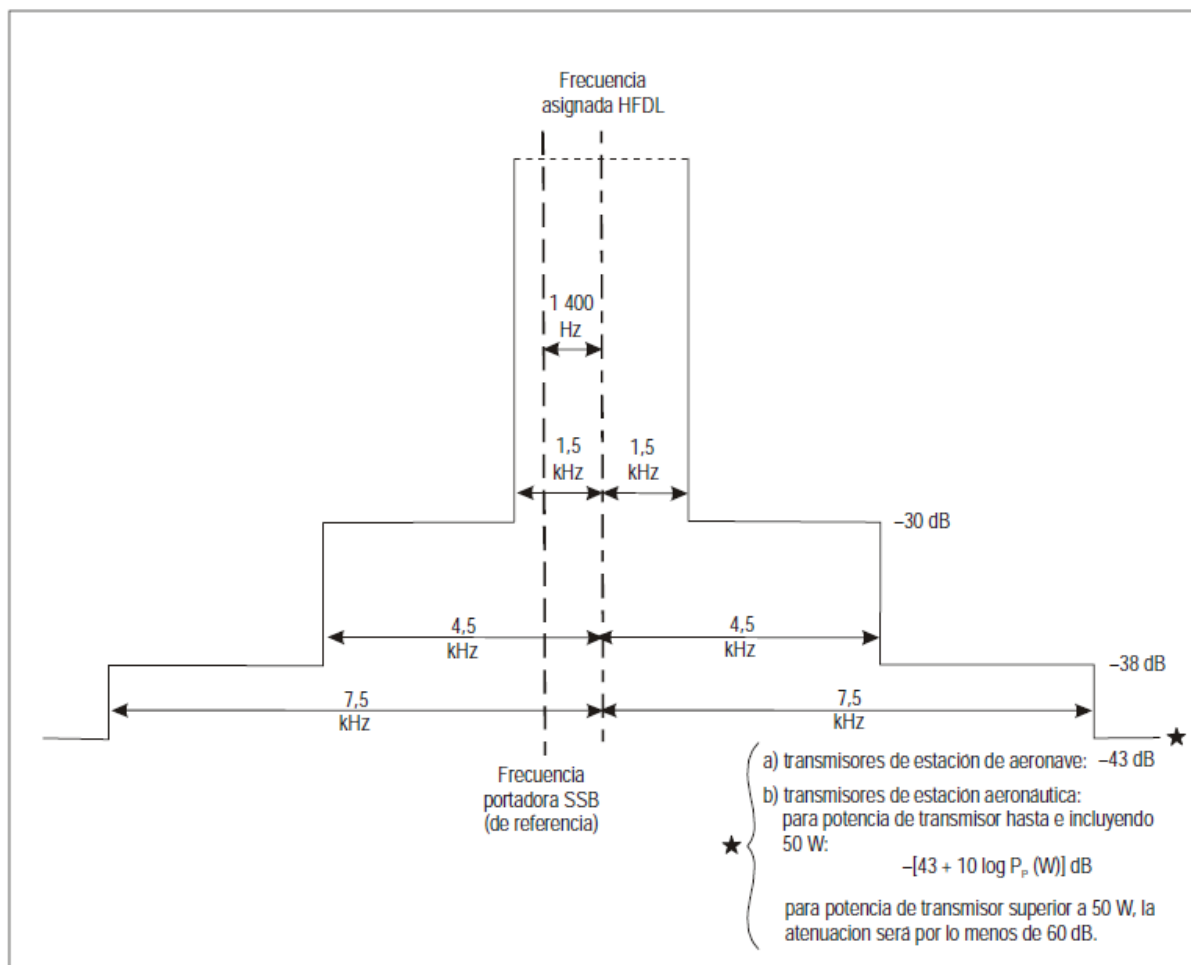 Frecuencia
asignada HFDL
1 400
Hz
1,5
kHz
1,5
kHz
–30 dB
4,5
kHz
4,5
kHz
–38 dB
7,5
kHz
7,5
kHz
Frecuencia
portadora SSB
(de referencia)
★
★
a) transmisores de estación de aeronave: –43 dB
b) transmisores de estación aeronáutica:
para potencia de transmisor hasta e incluyendo
50 W:
–[43 + 10 log Pₚ (W)] dB
para potencia de transmisor superior a 50 W, la
atenuacion será por lo menos de 60 dB.